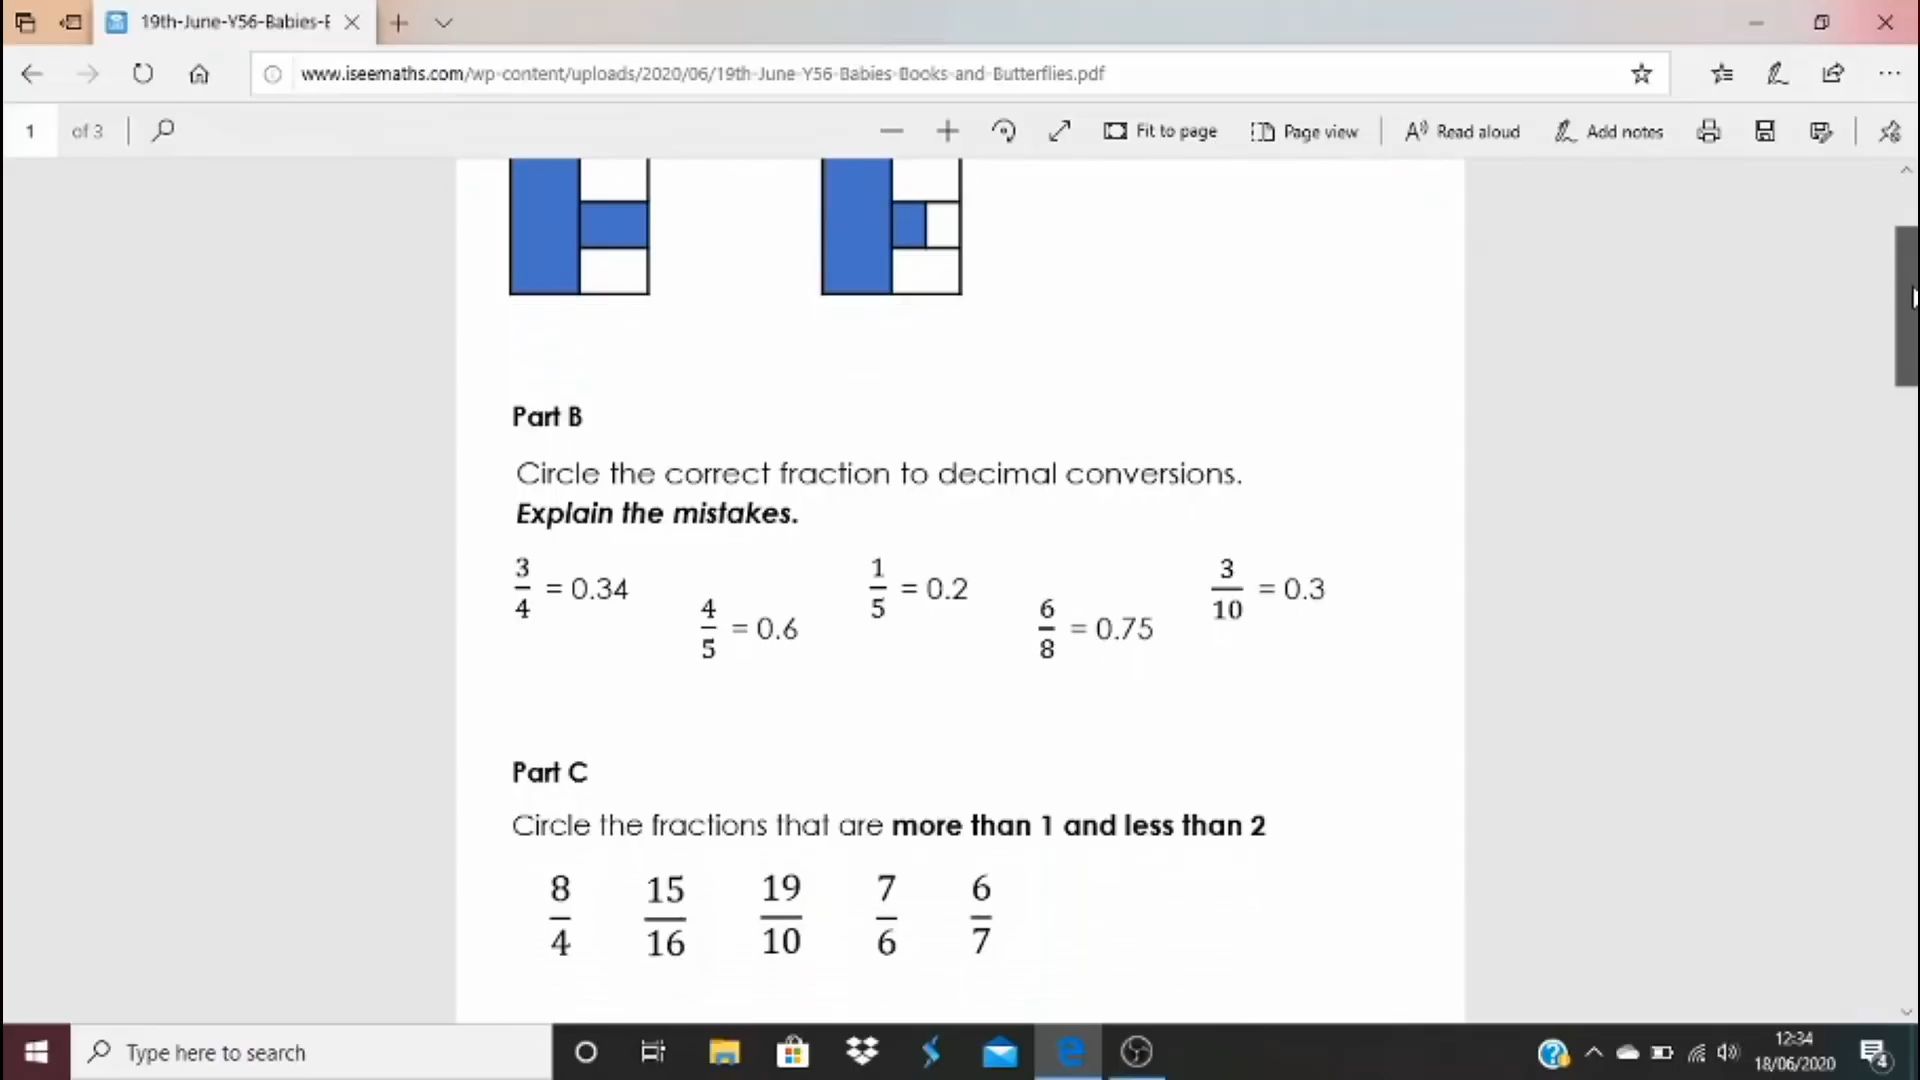 19th-June-Y56-Babies-E
www.iseemaths.com/wp-content/uploads/2020/06/19th-June-Y56-Babies-Books-and-Butterflies.pdf
1 of 3 Fit to page Page view Read aloud Add notes
Part B
Circle the correct fraction to decimal conversions.
Explain the mistakes.
3/4 = 0.34
4/5 = 0.6
1/5 = 0.2
6/8 = 0.75
3/10 = 0.3
Part C
Circle the fractions that are more than 1 and less than 2
8/4 15/16 19/10 7/6 6/7
Type here to search
12:34
18/06/2020
4